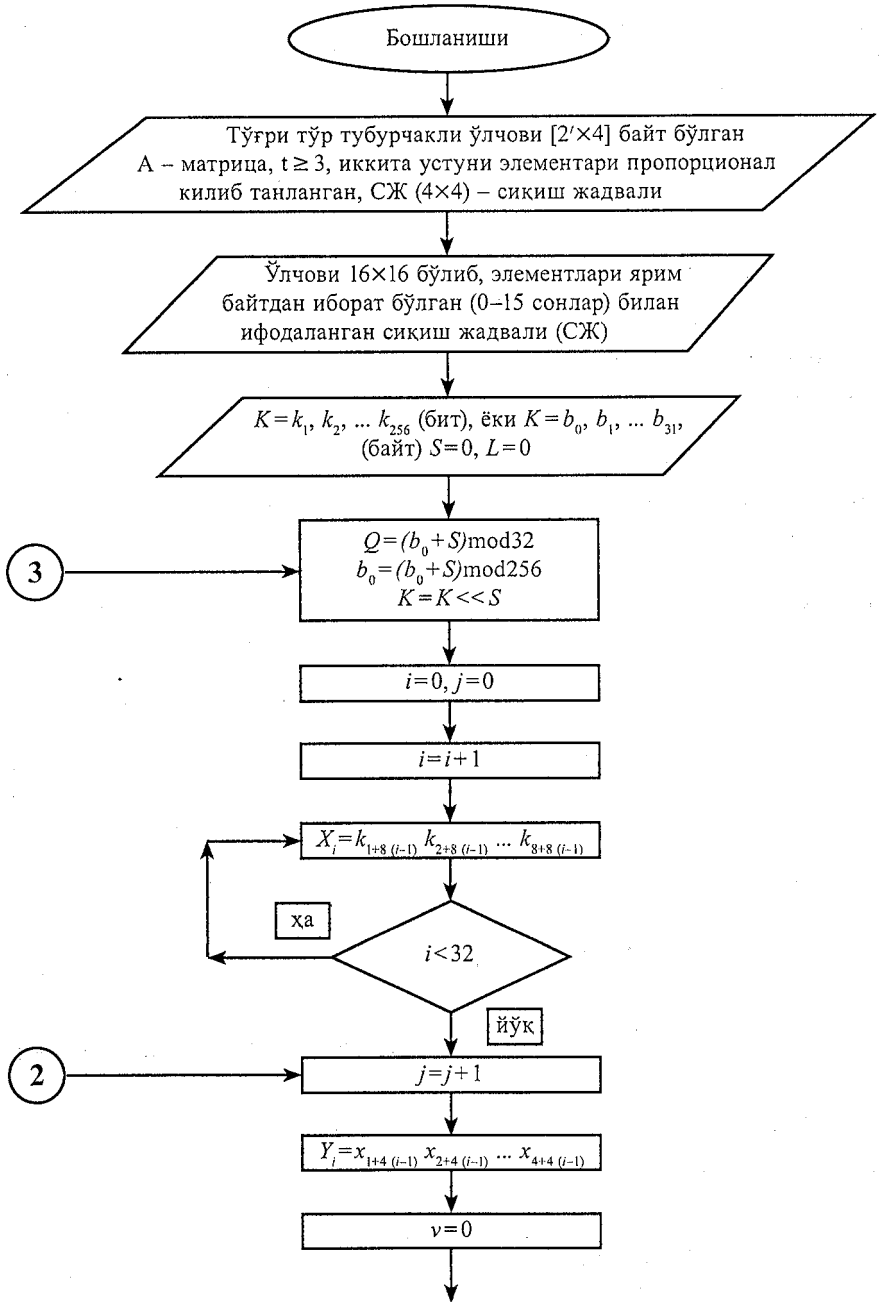 Бошланиши
Тўғри тўр тубурчакли ўлчови [2ᵗ×4] байт бўлган
А – матрица, t ≥ 3, иккита устуни элементари пропорционал
килиб танланган, СЖ (4×4) – сиқиш жадвали
Ўлчови 16×16 бўлиб, элементлари ярим
байтдан иборат бўлган (0–15 сонлар) билан
ифодаланган сиқиш жадвали (СЖ)
K=k₁, k₂, ... k₂₅₆ (бит), ёки K=b₀, b₁, ... b₃₁,
(байт) S=0, L=0
Q=(b₀+S)mod32
b₀=(b₀+S)mod256
K=K<<S
3
i=0, j=0
i=i+1
Xᵢ=k₁₊₈ ₍ᵢ₋₁₎ k₂₊₈ ₍ᵢ₋₁₎ ... k₈₊₈ ₍ᵢ₋₁₎
ҳа
i<32
йўқ
2
j=j+1
Yᵢ=x₁₊₄ ₍ᵢ₋₁₎ x₂₊₄ ₍ᵢ₋₁₎ ... x₄₊₄ ₍ᵢ₋₁₎
v=0